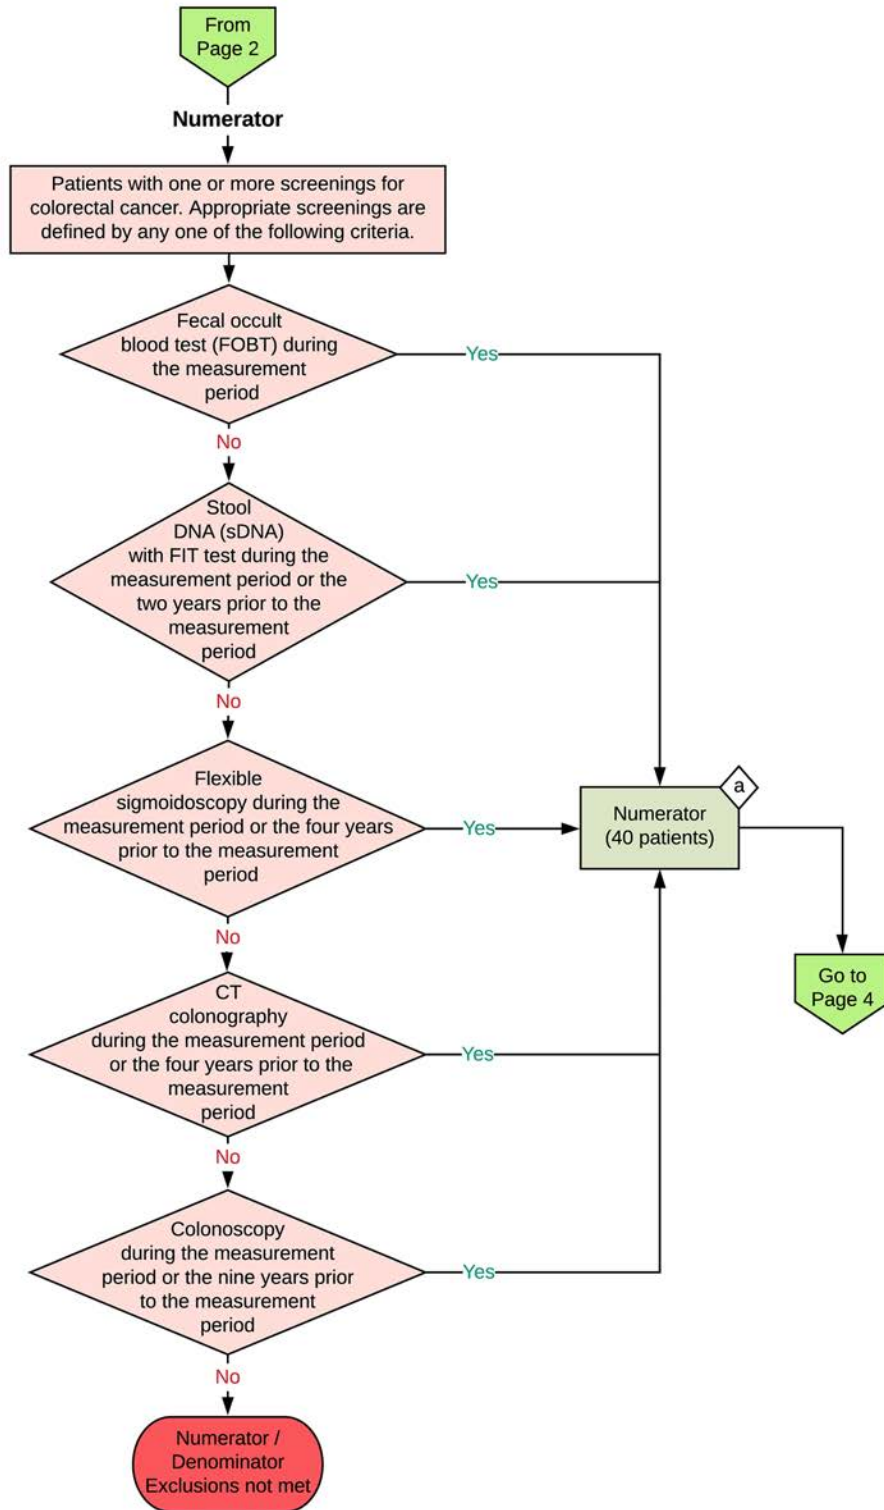 From
Page 2
Numerator
Patients with one or more screenings for
colorectal cancer. Appropriate screenings are
defined by any one of the following criteria.
Fecal occult
blood test (FOBT) during
the measurement
period
Yes
No
Stool
DNA (sDNA)
with FIT test during the
measurement period or the
two years prior to the
measurement
period
Yes
No
Flexible
sigmoidoscopy during the
measurement period or the four years
prior to the measurement
period
Yes
a
Numerator
(40 patients)
No
Go to
Page 4
CT
colonography
during the measurement period
or the four years prior to the
measurement
period
Yes
No
Colonoscopy
during the measurement
period or the nine years prior
to the measurement
period
Yes
No
Numerator /
Denominator
Exclusions not met